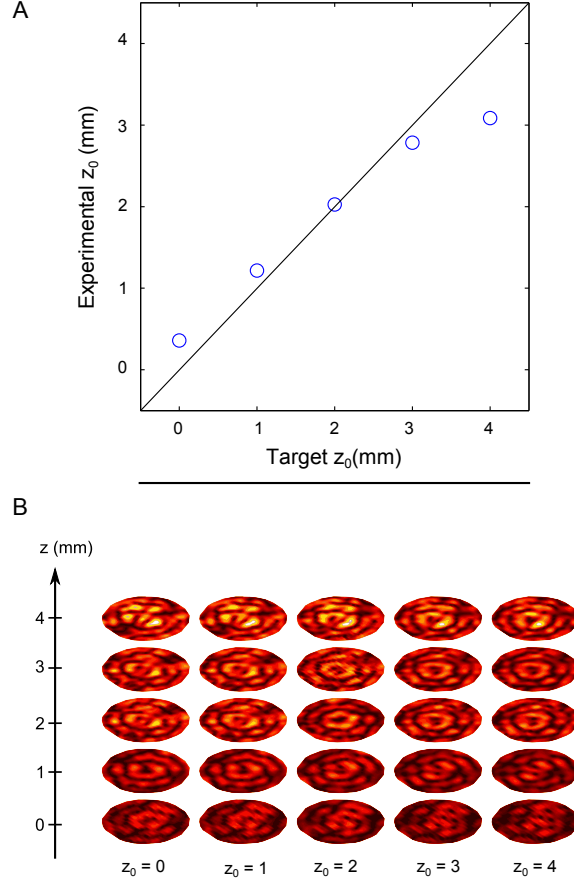 A
Experimental z₀ (mm)
4
3
2
1
0
0 1 2 3 4
Target z₀(mm)
B
z (mm)
4
3
2
1
0
z₀ = 0 z₀ = 1 z₀ = 2 z₀ = 3 z₀ = 4